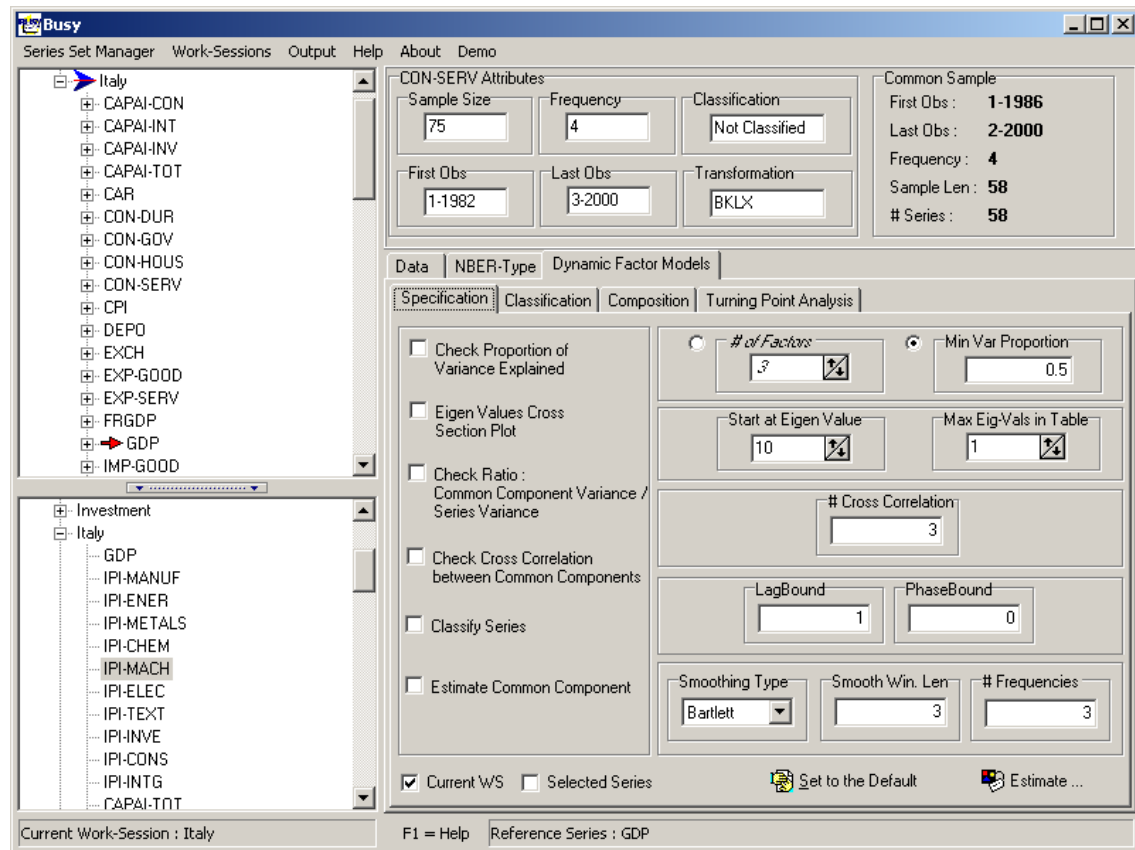 Busy
Series Set Manager Work-Sessions Output Help About Demo
Italy
CAPAI-CON
CAPAI-INT
CAPAI-INV
CAPAI-TOT
CAR
CON-DUR
CON-GOV
CON-HOUS
CON-SERV
CPI
DEPO
EXCH
EXP-GOOD
EXP-SERV
FRGDP
GDP
IMP-GOOD
Investment
Italy
GDP
IPI-MANUF
IPI-ENER
IPI-METALS
IPI-CHEM
IPI-MACH
IPI-ELEC
IPI-TEXT
IPI-INVE
IPI-CONS
IPI-INTG
CAPAI-TOT
CON-SERV Attributes
Sample Size Frequency Classification
75 4 Not Classified
First Obs Last Obs Transformation
1-1982 3-2000 BKLX
Common Sample
First Obs : 1-1986
Last Obs : 2-2000
Frequency : 4
Sample Len : 58
# Series : 58
Data NBER-Type Dynamic Factor Models
Specification Classification Composition Turning Point Analysis
Check Proportion of
Variance Explained
Eigen Values Cross
Section Plot
Check Ratio :
Common Component Variance /
Series Variance
Check Cross Correlation
between Common Components
Classify Series
Estimate Common Component
# of Factors Min Var Proportion
3 0.5
Start at Eigen Value Max Eig-Vals in Table
10 1
# Cross Correlation
3
LagBound PhaseBound
1 0
Smoothing Type Smooth Win. Len # Frequencies
Bartlett 3 3
Current WS Selected Series Set to the Default Estimate ...
Current Work-Session : Italy F1 = Help Reference Series : GDP